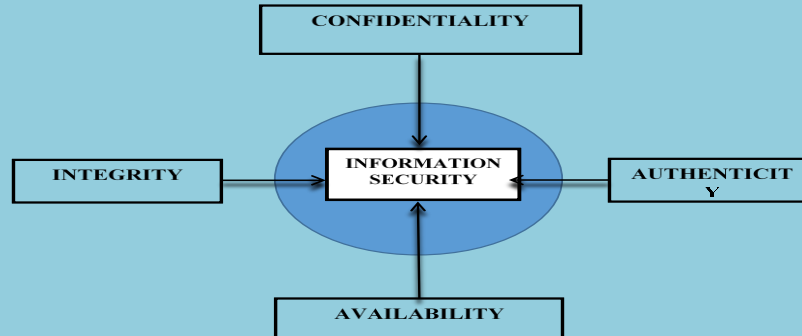 CONFIDENTIALITY
INTEGRITY
INFORMATION
SECURITY
AUTHENTICIT
Y
AVAILABILITY